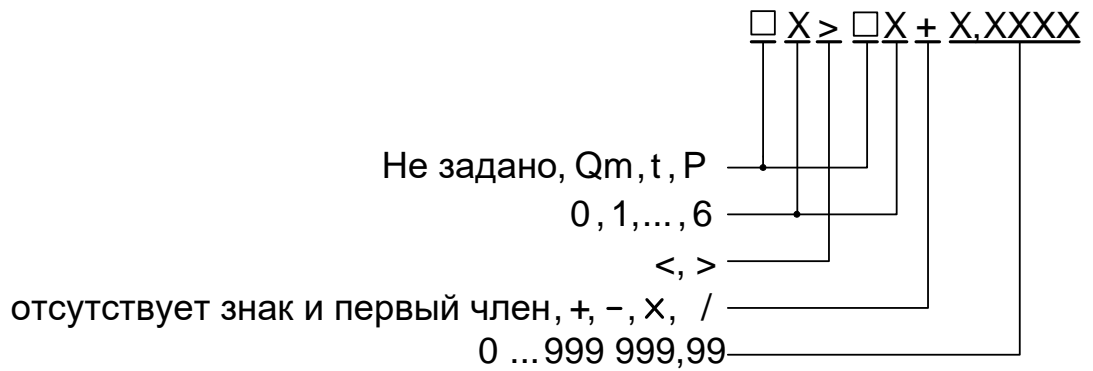 □ X > □ X + X,XXXX
Не задано, Qm, t, P
0, 1,..., 6
<, >
отсутствует знак и первый член, +, −, ×, /
0 ...999 999,99